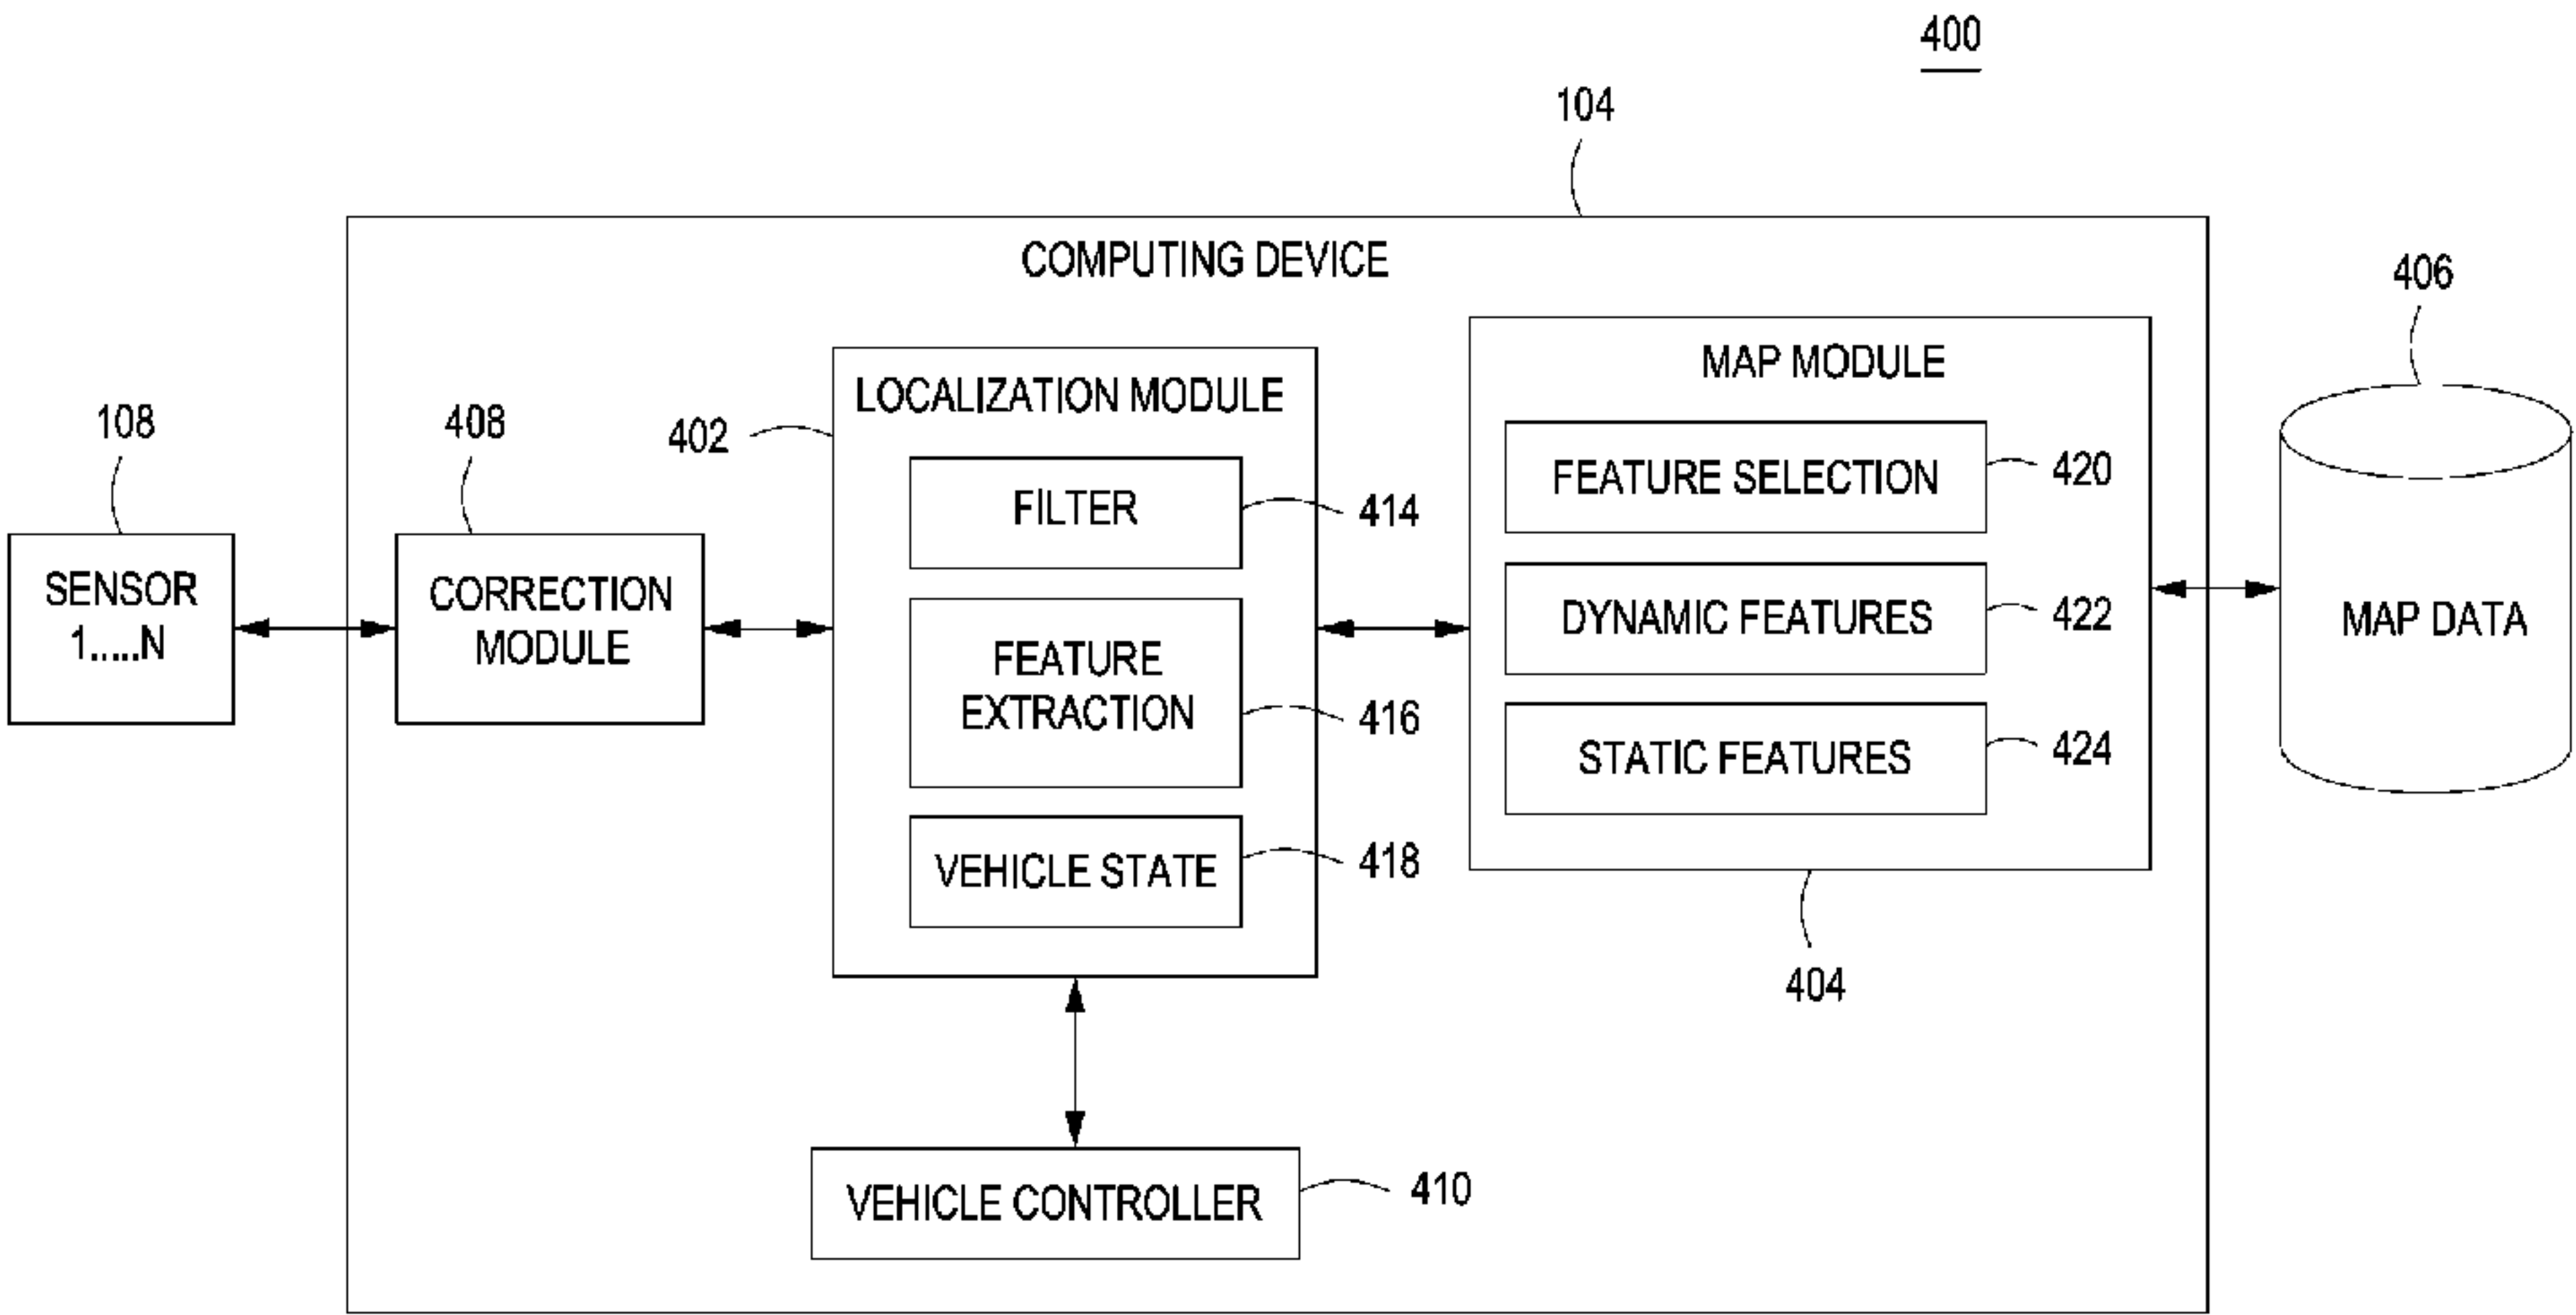 400
104
COMPUTING DEVICE
406
MAP MODULE
LOCALIZATION MODULE
108
408
402
FEATURE SELECTION
420
FILTER
414
SENSOR
1.....N
CORRECTION
MODULE
DYNAMIC FEATURES
422
MAP DATA
FEATURE
EXTRACTION
416
STATIC FEATURES
424
VEHICLE STATE
418
404
VEHICLE CONTROLLER
410